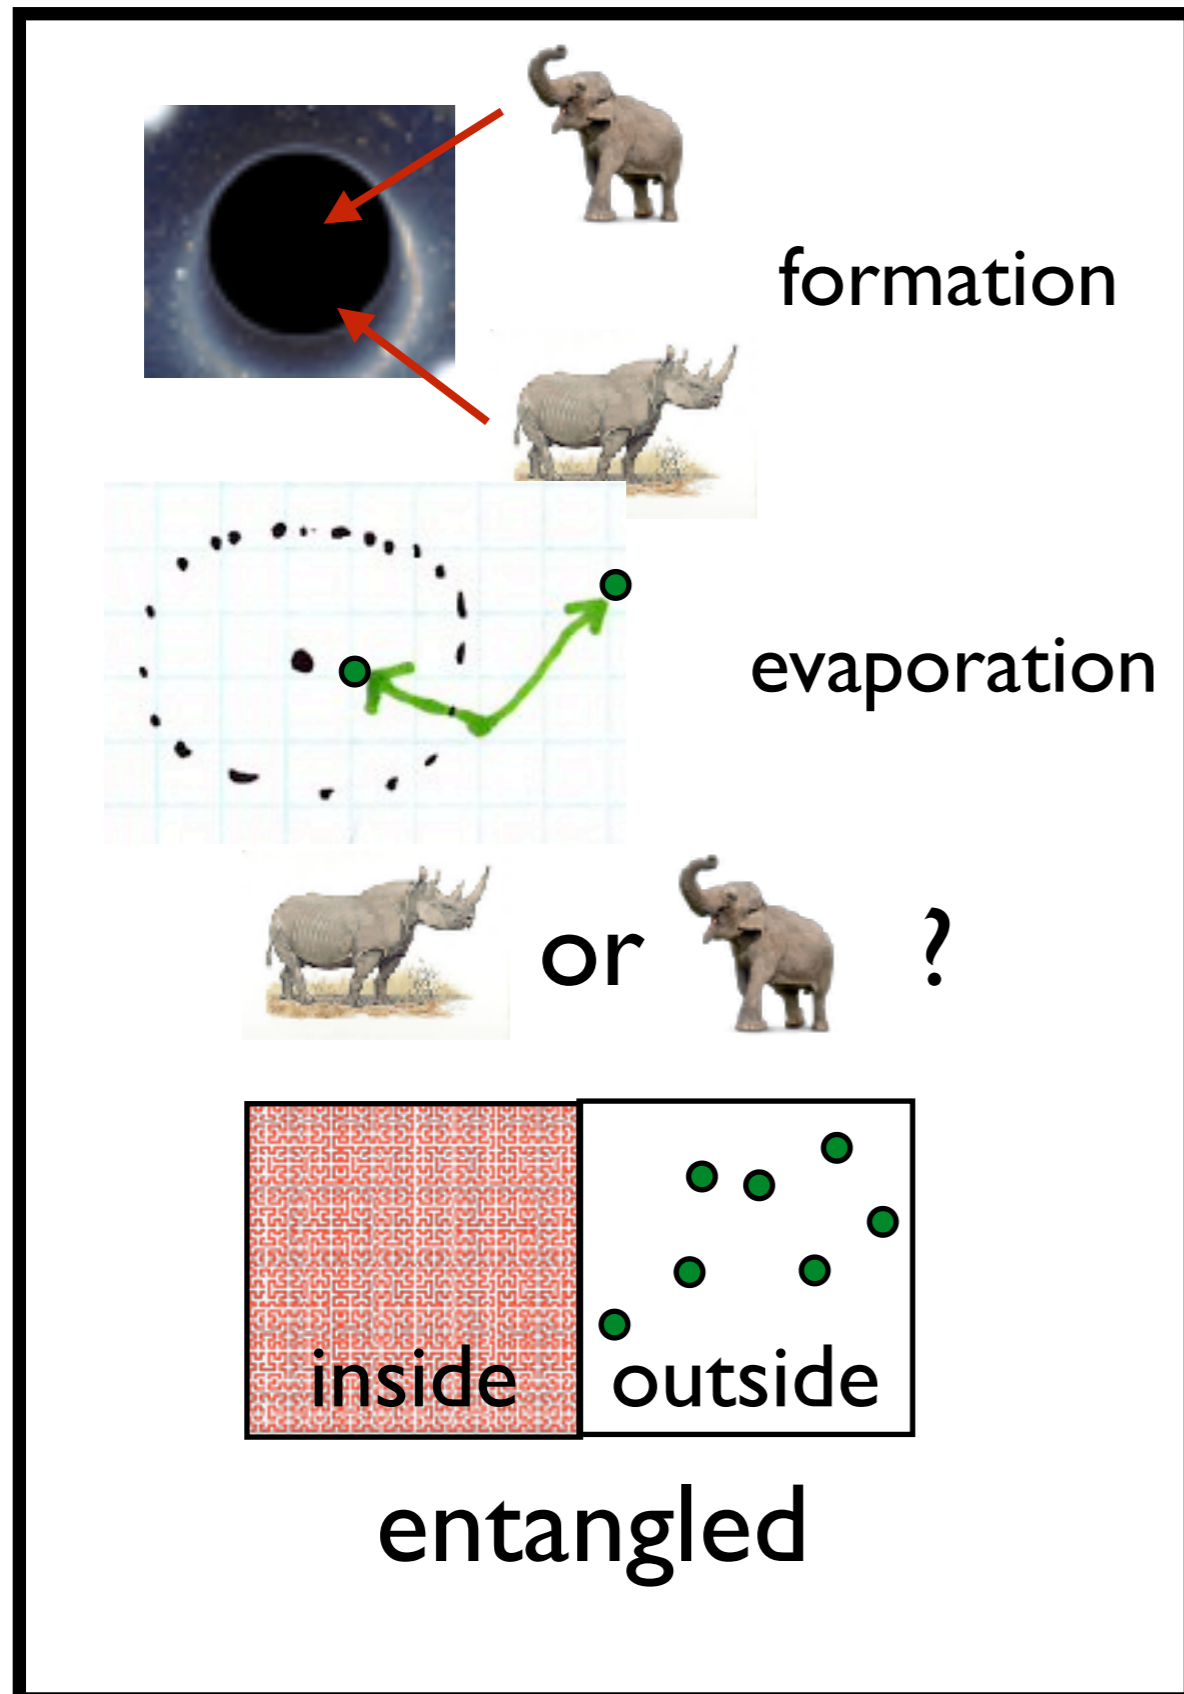 formation
evaporation
or ?
inside outside
entangled